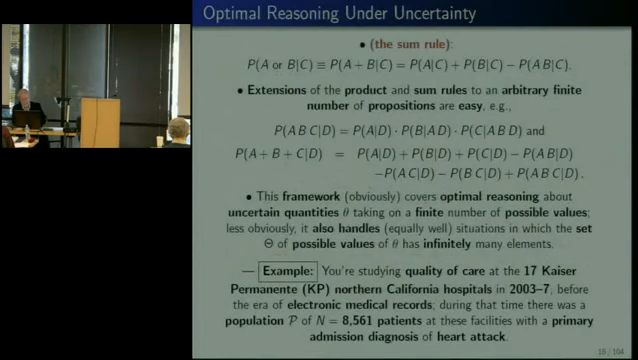 Optimal Reasoning Under Uncertainty
• (the sum rule):
P(A or B|C) ≡ P(A + B|C) = P(A|C) + P(B|C) − P(AB|C).
• Extensions of the product and sum rules to an arbitrary finite
number of propositions are easy, e.g.,
P(A B C|D) = P(A|D) · P(B|A D) · P(C|A B D) and
P(A + B + C|D) = P(A|D) + P(B|D) + P(C|D) − P(A B|D)
−P(A C|D) − P(B C|D) + P(A B C|D).
• This framework (obviously) covers optimal reasoning about
uncertain quantities θ taking on a finite number of possible values;
less obviously, it also handles (equally well) situations in which the set
Θ of possible values of θ has infinitely many elements.
— Example: You're studying quality of care at the 17 Kaiser
Permanente (KP) northern California hospitals in 2003–7, before
the era of electronic medical records; during that time there was a
population P of N = 8,561 patients at these facilities with a primary
admission diagnosis of heart attack.